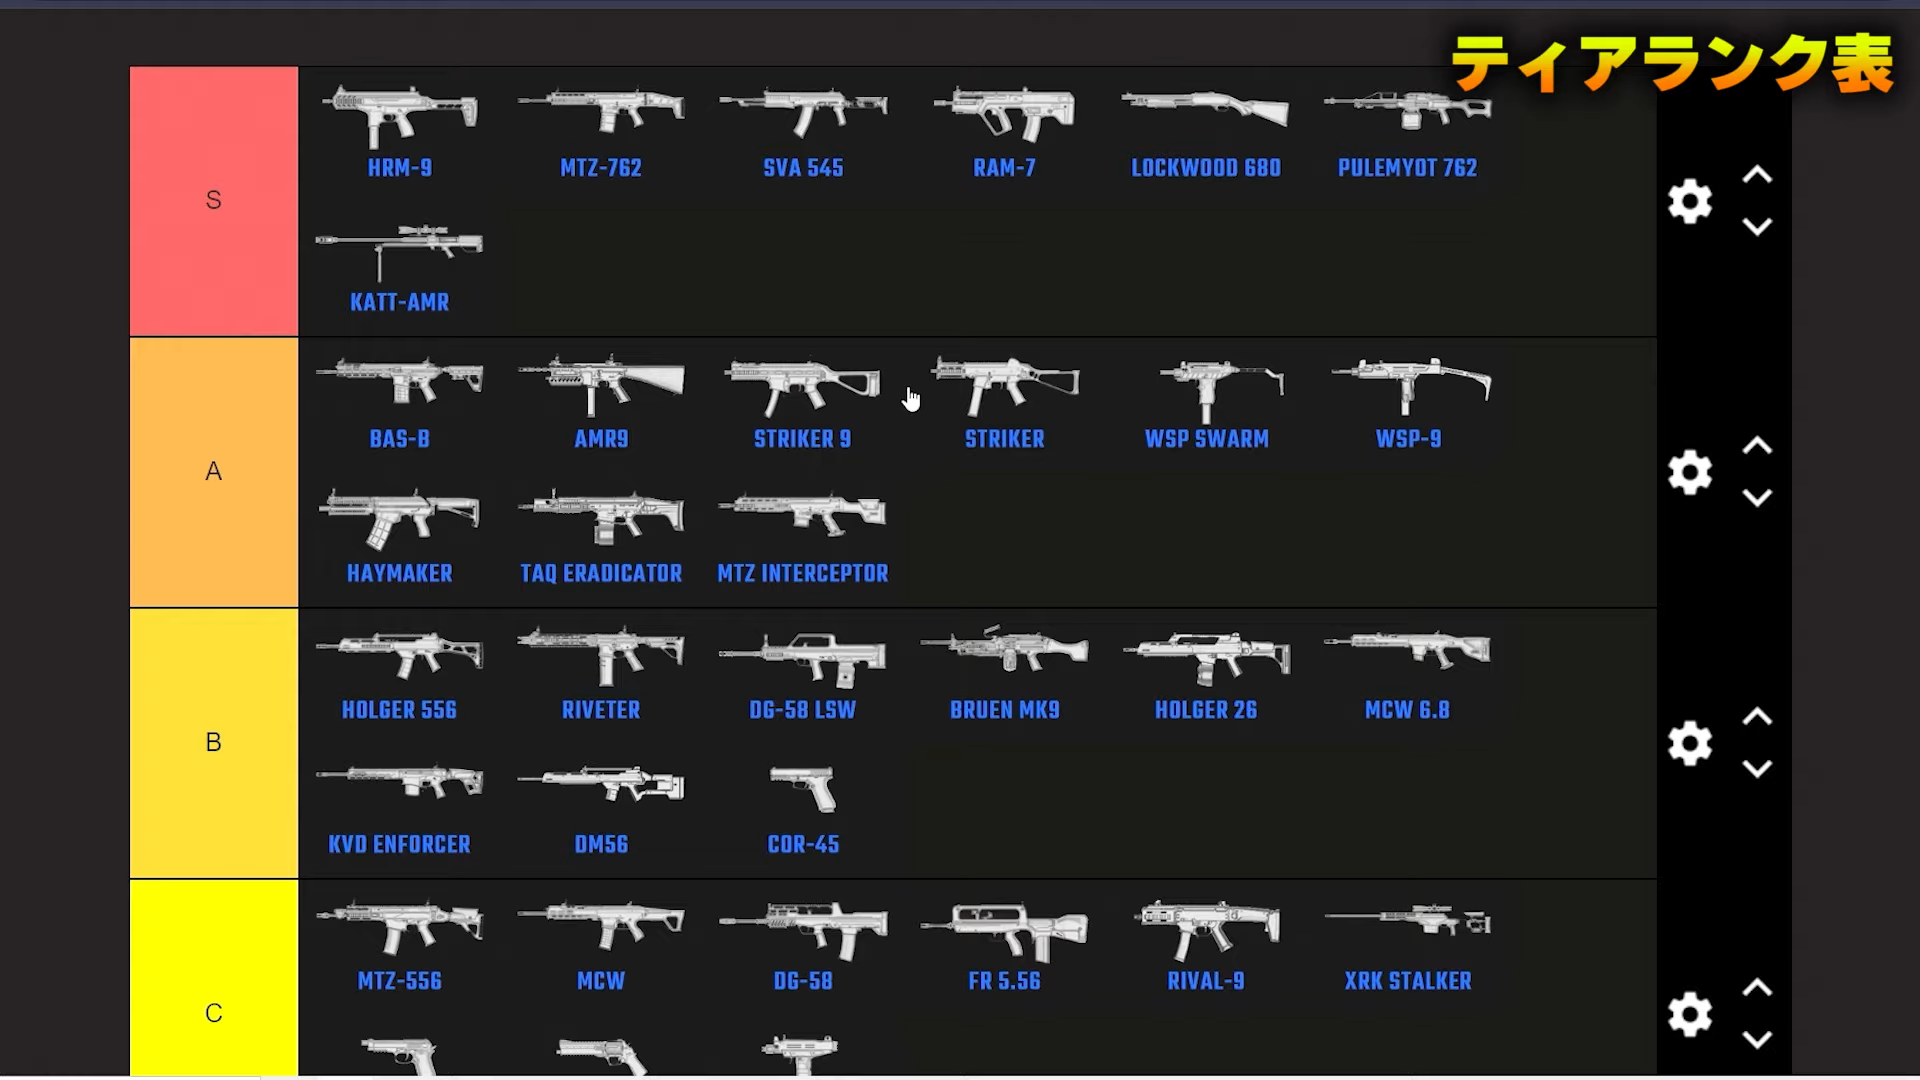 ティアランク表
S
HRM-9 MTZ-762 SVA 545 RAM-7 LOCKWOOD 680 PULEMYOT 762
KATT-AMR
A
BAS-B AMR9 STRIKER 9 STRIKER WSP SWARM WSP-9
HAYMAKER TAQ ERADICATOR MTZ INTERCEPTOR
B
HOLGER 556 RIVETER DG-58 LSW BRUEN MK9 HOLGER 26 MCW 6.8
KVD ENFORCER DM56 COR-45
C
MTZ-556 MCW DG-58 FR 5.56 RIVAL-9 XRK STALKER